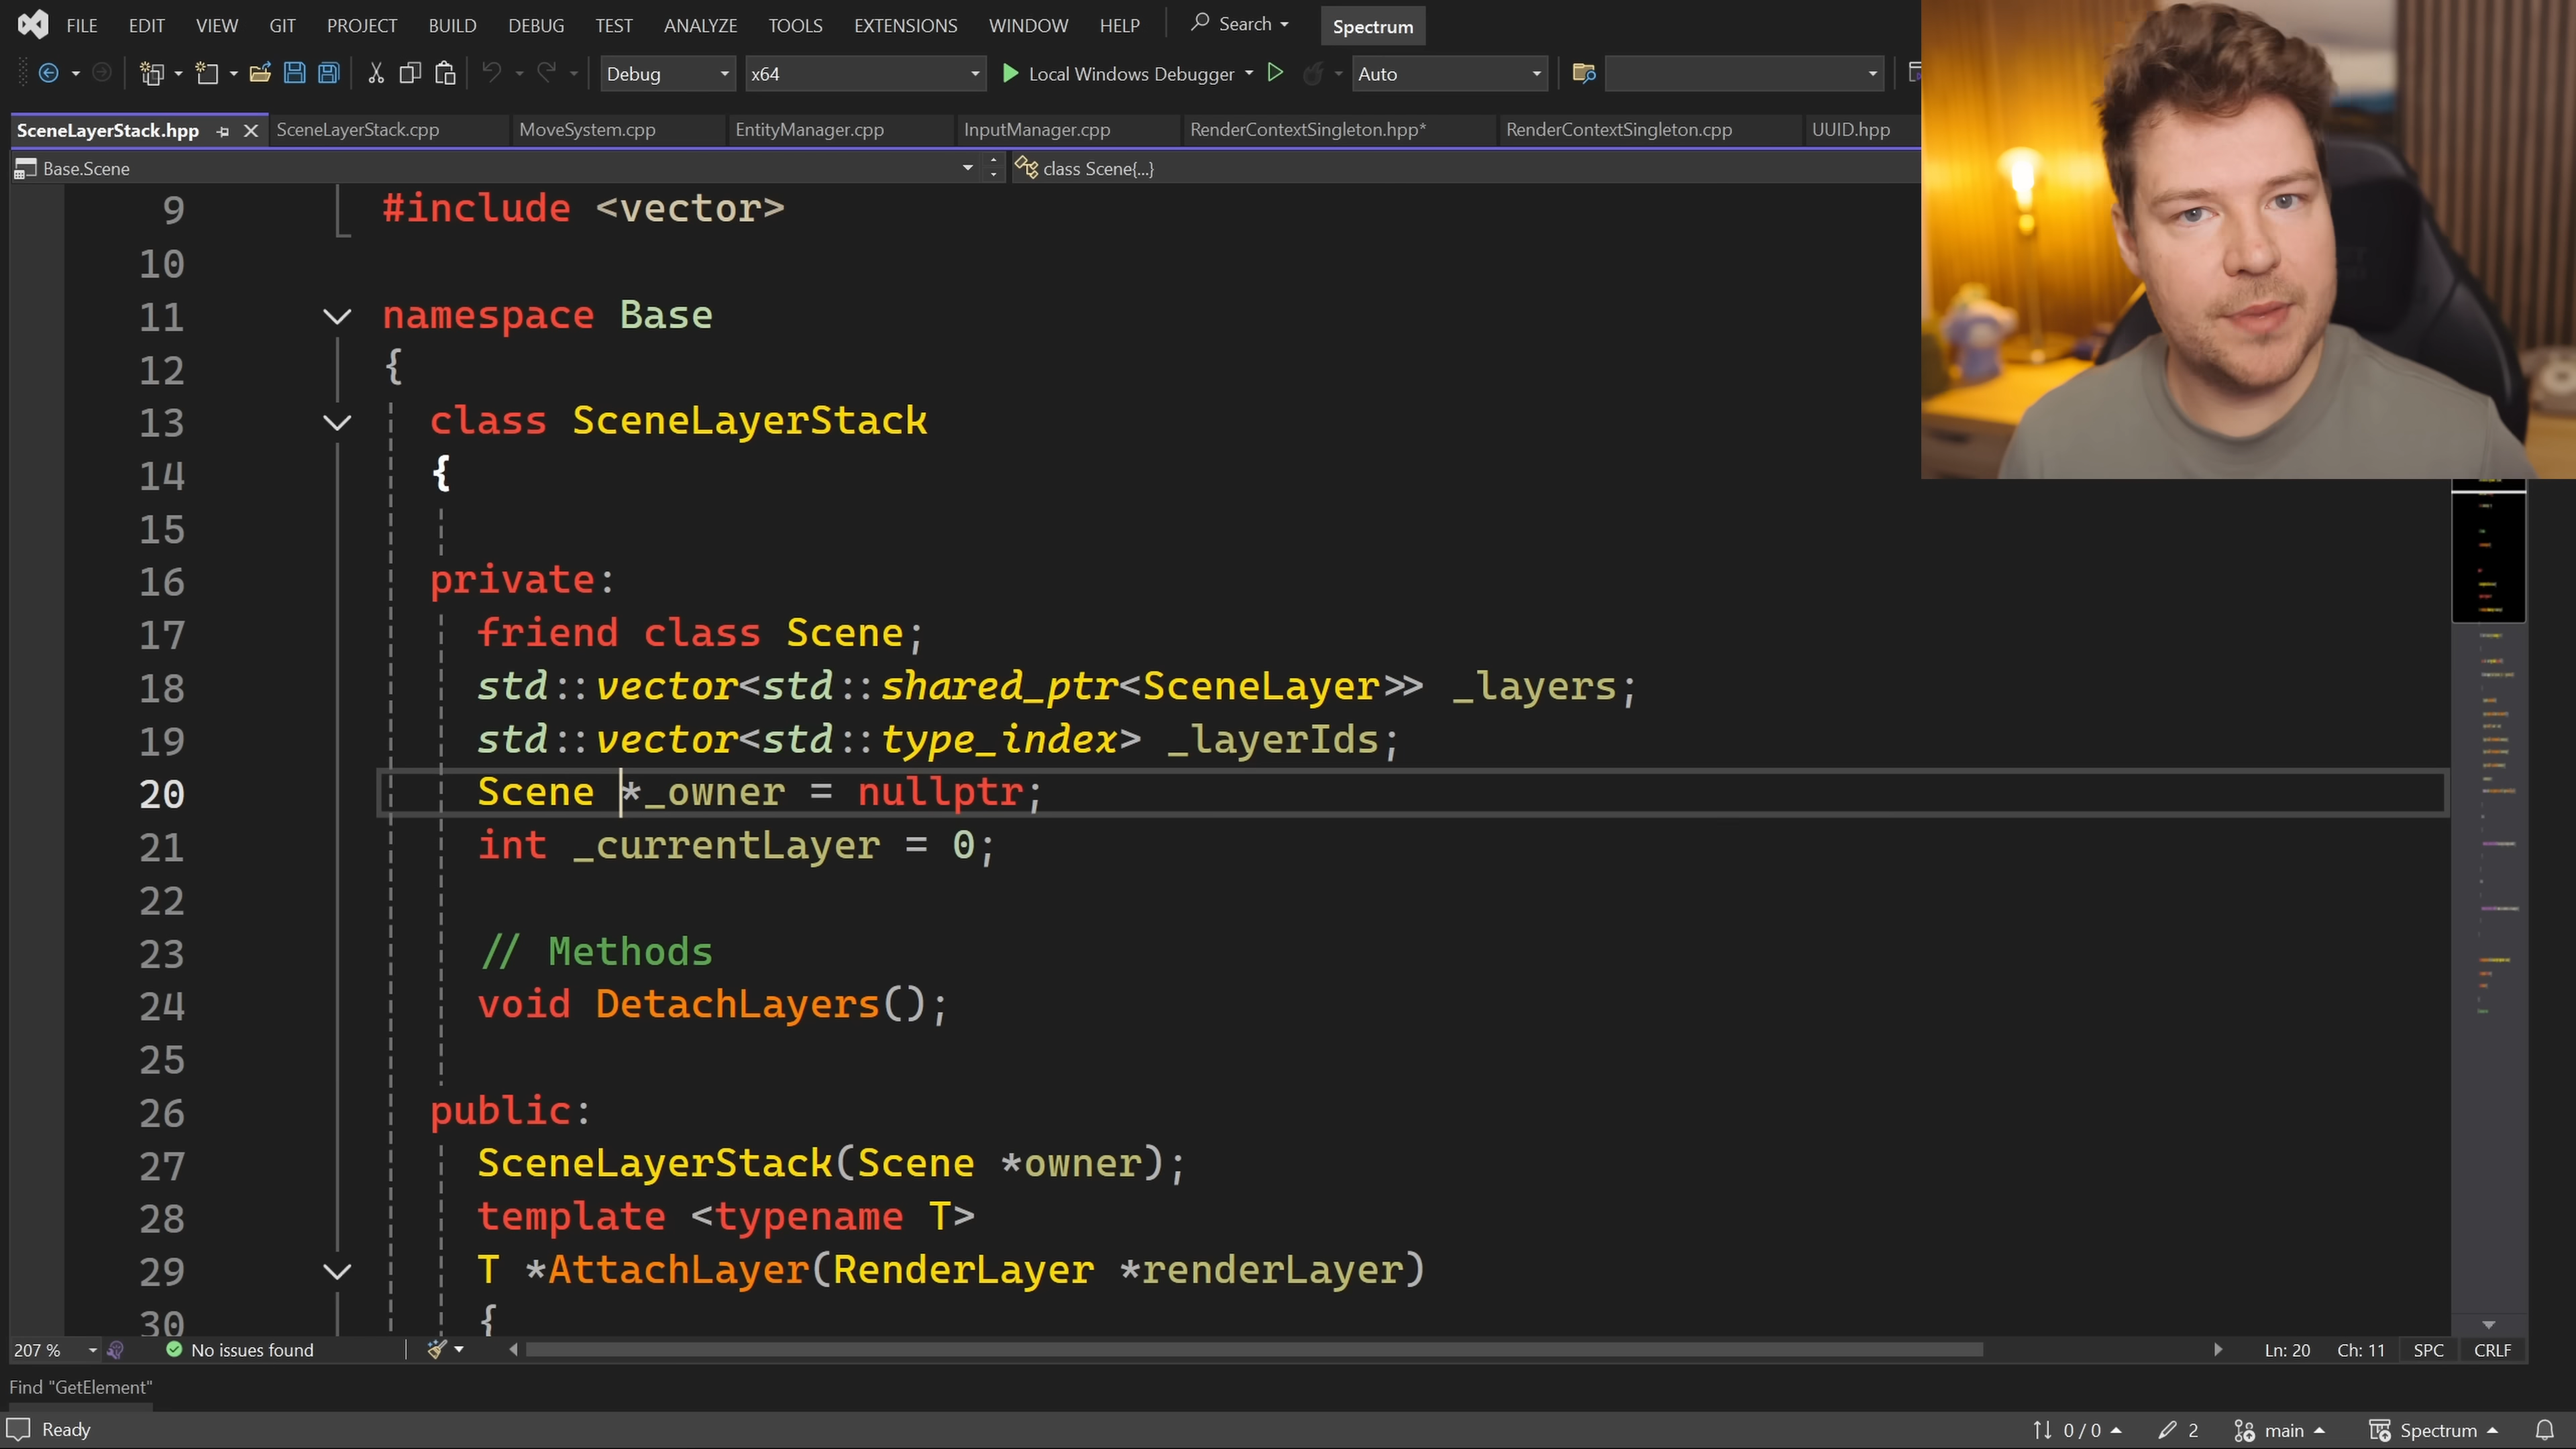 FILE EDIT VIEW GIT PROJECT BUILD DEBUG TEST ANALYZE TOOLS EXTENSIONS WINDOW HELP Search Spectrum
Debug x64 Local Windows Debugger Auto
SceneLayerStack.hpp SceneLayerStack.cpp MoveSystem.cpp EntityManager.cpp InputManager.cpp RenderContextSingleton.hpp* RenderContextSingleton.cpp UUID.hpp
Base.Scene class Scene{...}
9 #include <vector>
10
11 namespace Base
12 {
13 class SceneLayerStack
14 {
15
16 private:
17 friend class Scene;
18 std::vector<std::shared_ptr<SceneLayer>> _layers;
19 std::vector<std::type_index> _layerIds;
20 Scene *_owner = nullptr;
21 int _currentLayer = 0;
22
23 // Methods
24 void DetachLayers();
25
26 public:
27 SceneLayerStack(Scene *owner);
28 template <typename T>
29 T *AttachLayer(RenderLayer *renderLayer)
30 {
207 % No issues found Ln: 20 Ch: 11 SPC CRLF
Find "GetElement"
Ready 0 / 0 2 main Spectrum